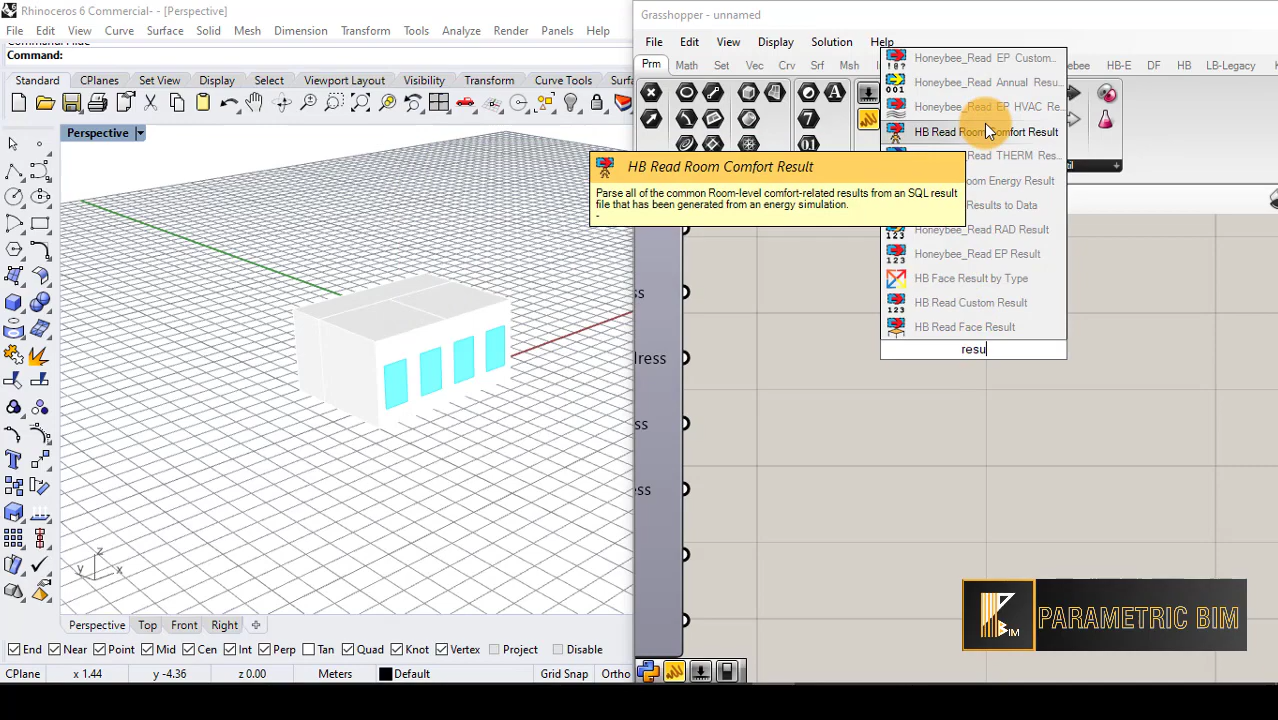 Rhinoceros 6 Commercial- - [Perspective]
File Edit View Curve Surface Solid Mesh Dimension Transform Tools Analyze Render Panels Help
Command:
Standard CPlanes Set View Display Select Viewport Layout Visibility Transform Curve Tools
Perspective
z
y
x
Perspective Top Front Right
End Near Point Mid Cen Int Perp Tan Quad Knot Vertex Project Disable
CPlane x 1.44 y -4.36 z 0.00 Meters Default Grid Snap Ortho
Grasshopper - unnamed
File Edit View Display Solution Help
Prm Math Set Vec Crv Srf Msh HB-E DF HB LB-Legacy
Honeybee_Read EP Custom...
Honeybee_Read Annual Resu...
Honeybee_Read EP HVAC Re...
HB Read Room Comfort Result
Read THERM Res...
oom Energy Result
Results to Data
Honeybee_Read RAD Result
Honeybee_Read EP Result
HB Face Result by Type
HB Read Custom Result
HB Read Face Result
resu
HB Read Room Comfort Result
Parse all of the common Room-level comfort-related results from an SQL result
file that has been generated from an energy simulation.
-
ss
dress
ess
PARAMETRIC BIM
BIM